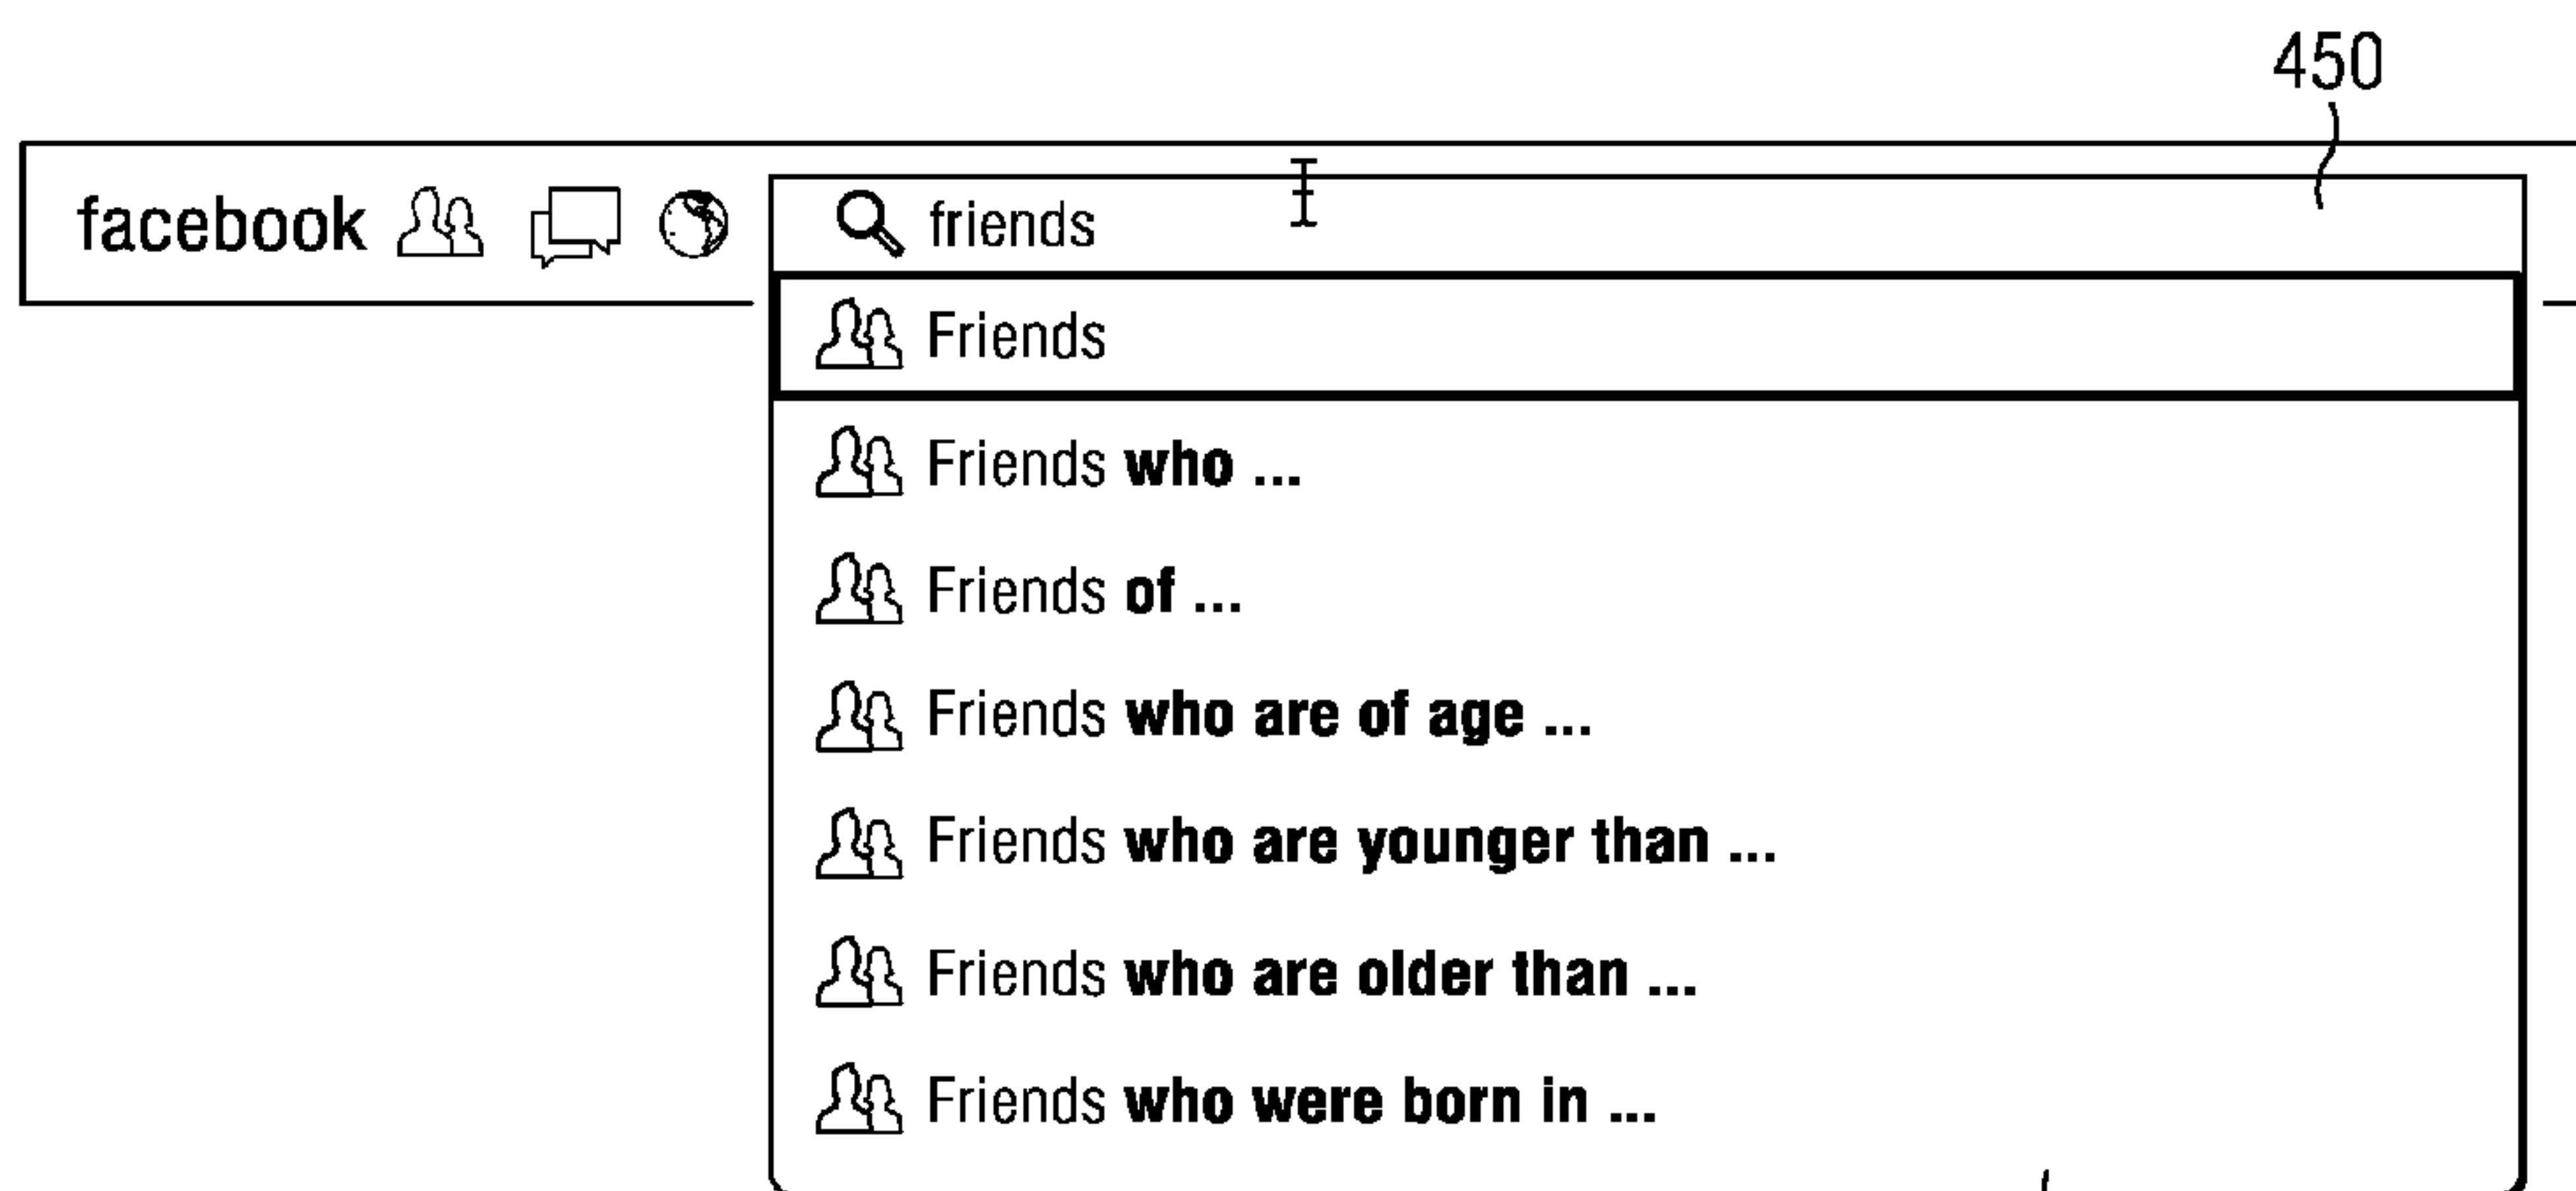 450
facebook friends
Friends
Friends who ...
Friends of ...
Friends who are of age ...
Friends who are younger than ...
Friends who are older than ...
Friends who were born in ...